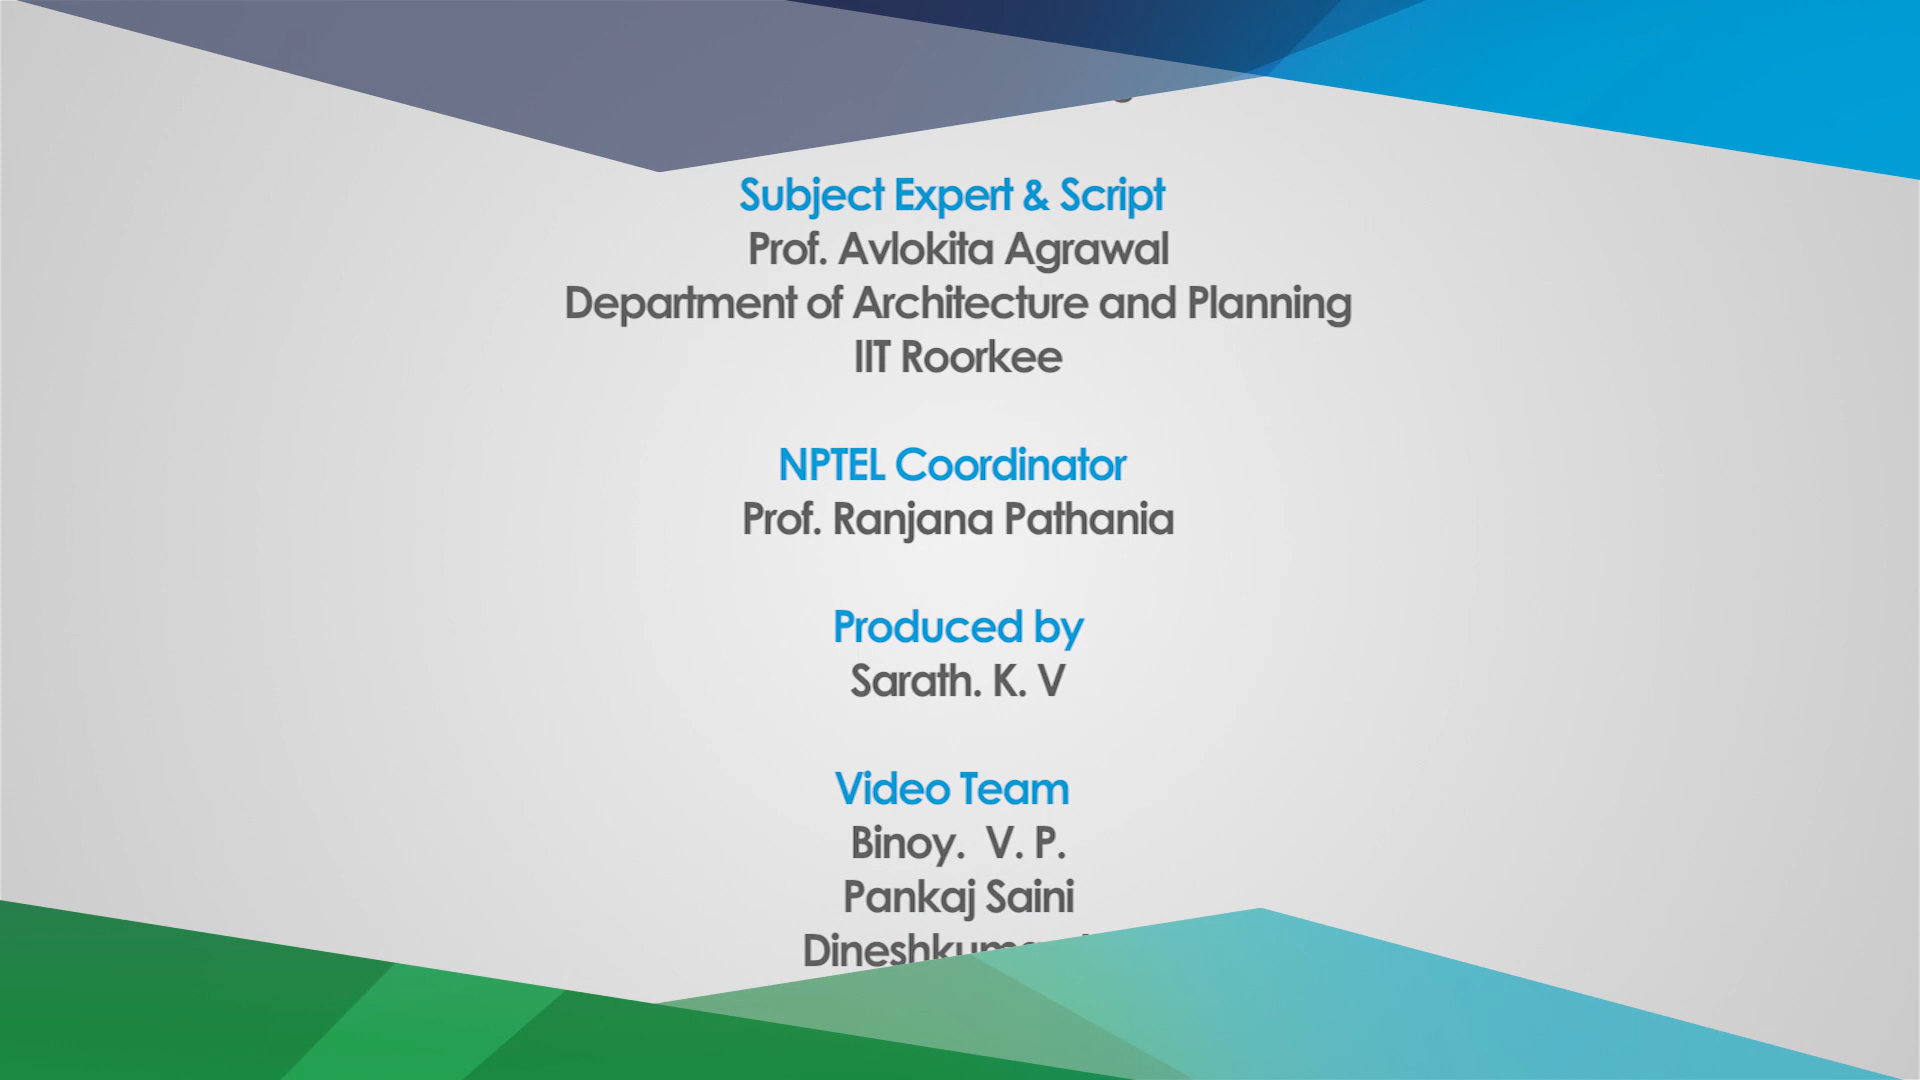 Subject Expert & Script
Prof. Avlokita Agrawal
Department of Architecture and Planning
IIT Roorkee
NPTEL Coordinator
Prof. Ranjana Pathania
Produced by
Sarath. K. V
Video Team
Binoy.  V. P.
Pankaj Saini